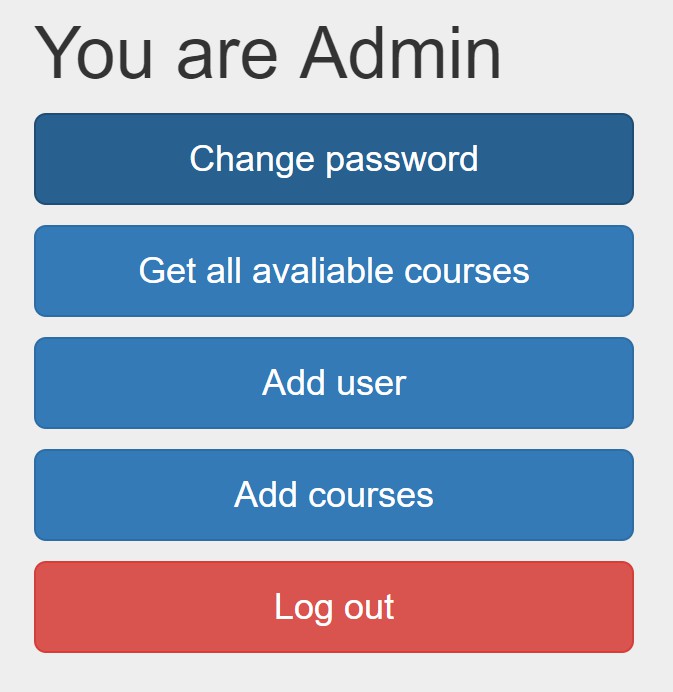 You are Admin
Change password
Get all avaliable courses
Add user
Add courses
Log out